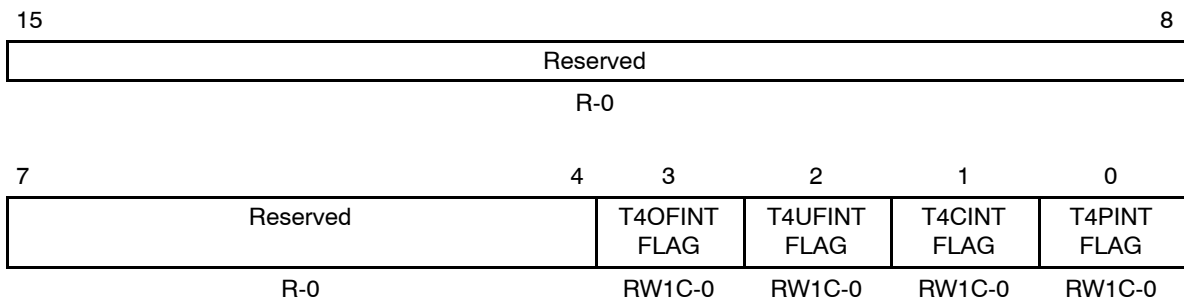 15 8
Reserved
R-0
7 4 3 2 1 0
Reserved T4OFINT T4UFINT T4CINT T4PINT
FLAG FLAG FLAG FLAG
R-0 RW1C-0 RW1C-0 RW1C-0 RW1C-0